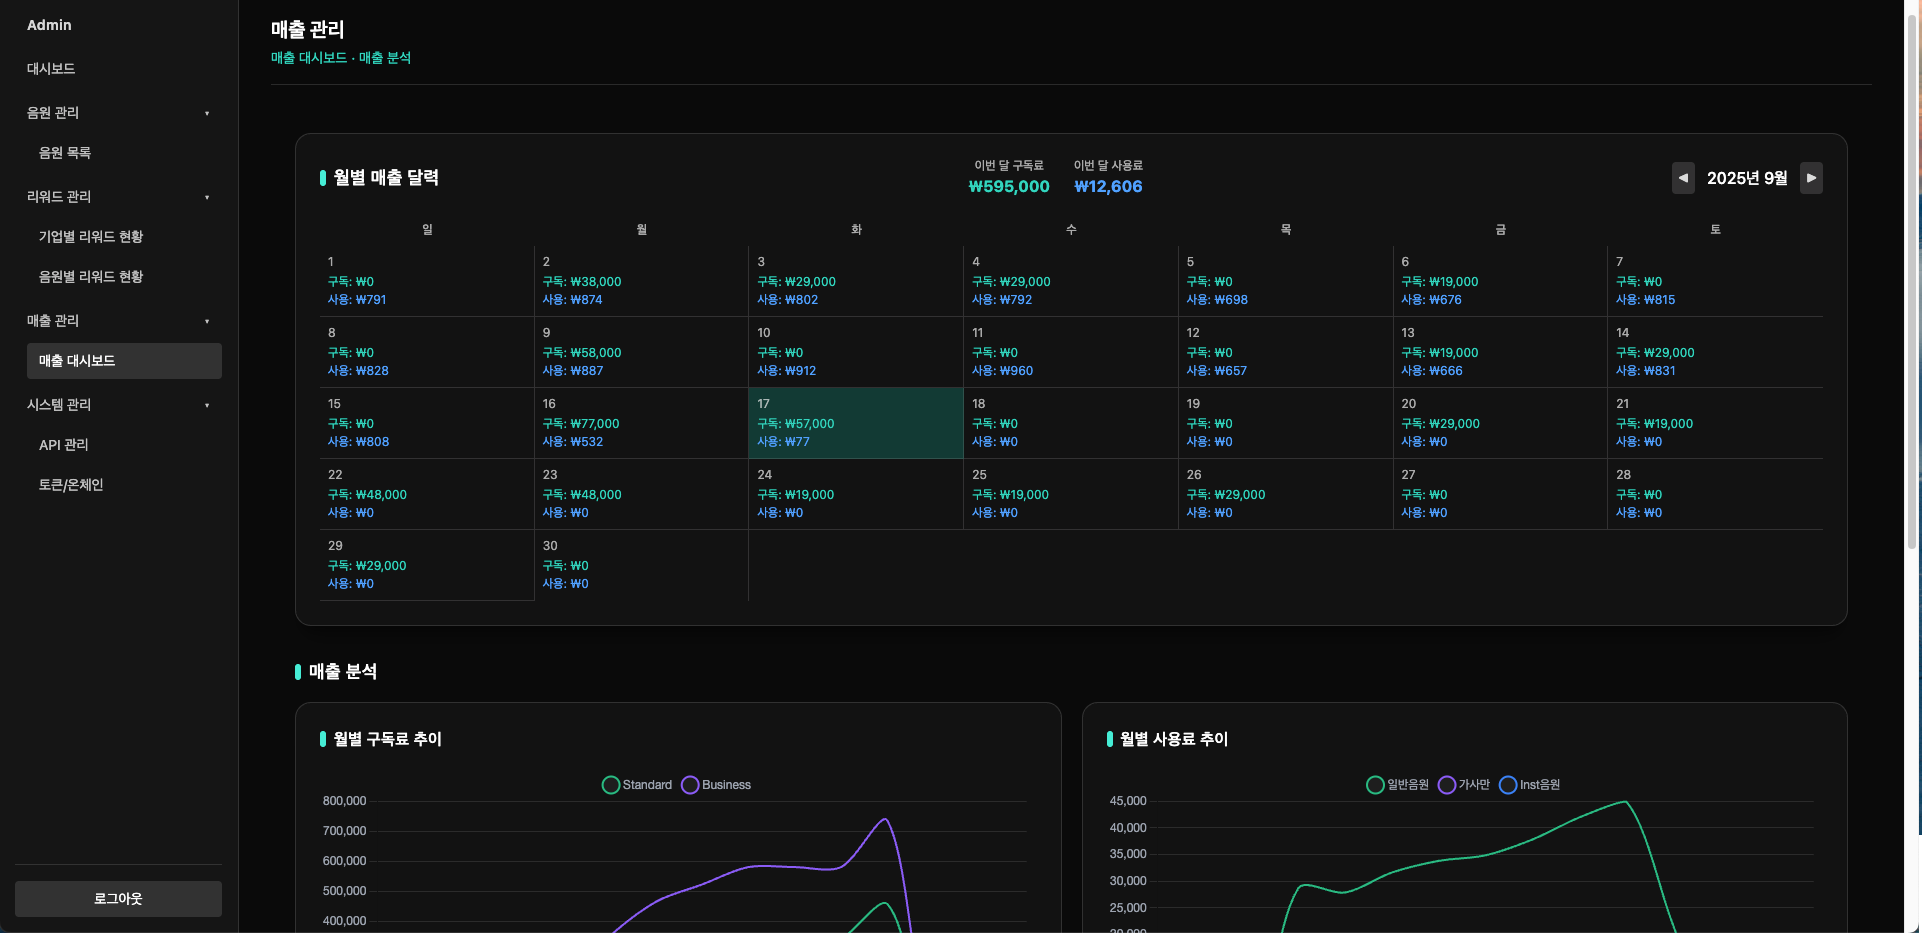 Admin
대시보드
음원 관리
음원 목록
리워드 관리
기업별 리워드 현황
음원별 리워드 현황
매출 관리
매출 대시보드
시스템 관리
API 관리
토큰/온체인
로그아웃
매출 관리
매출 대시보드 · 매출 분석
월별 매출 달력
이번 달 구독료 이번 달 사용료
₩595,000 ₩12,606
◀ 2025년 9월 ▶
일 월 화 수 목 금 토
1 2 3 4 5 6 7
구독: ₩0 구독: ₩38,000 구독: ₩29,000 구독: ₩29,000 구독: ₩0 구독: ₩19,000 구독: ₩0
사용: ₩791 사용: ₩874 사용: ₩802 사용: ₩792 사용: ₩698 사용: ₩676 사용: ₩815
8 9 10 11 12 13 14
구독: ₩0 구독: ₩58,000 구독: ₩0 구독: ₩0 구독: ₩0 구독: ₩19,000 구독: ₩29,000
사용: ₩828 사용: ₩887 사용: ₩912 사용: ₩960 사용: ₩657 사용: ₩666 사용: ₩831
15 16 17 18 19 20 21
구독: ₩0 구독: ₩77,000 구독: ₩57,000 구독: ₩0 구독: ₩0 구독: ₩29,000 구독: ₩19,000
사용: ₩808 사용: ₩532 사용: ₩77 사용: ₩0 사용: ₩0 사용: ₩0 사용: ₩0
22 23 24 25 26 27 28
구독: ₩48,000 구독: ₩48,000 구독: ₩19,000 구독: ₩19,000 구독: ₩29,000 구독: ₩0 구독: ₩0
사용: ₩0 사용: ₩0 사용: ₩0 사용: ₩0 사용: ₩0 사용: ₩0 사용: ₩0
29 30
구독: ₩29,000 구독: ₩0
사용: ₩0 사용: ₩0
매출 분석
월별 구독료 추이
Standard Business
800,000
700,000
600,000
500,000
400,000
월별 사용료 추이
일반음원 가사만 Inst음원
45,000
40,000
35,000
30,000
25,000
20,000